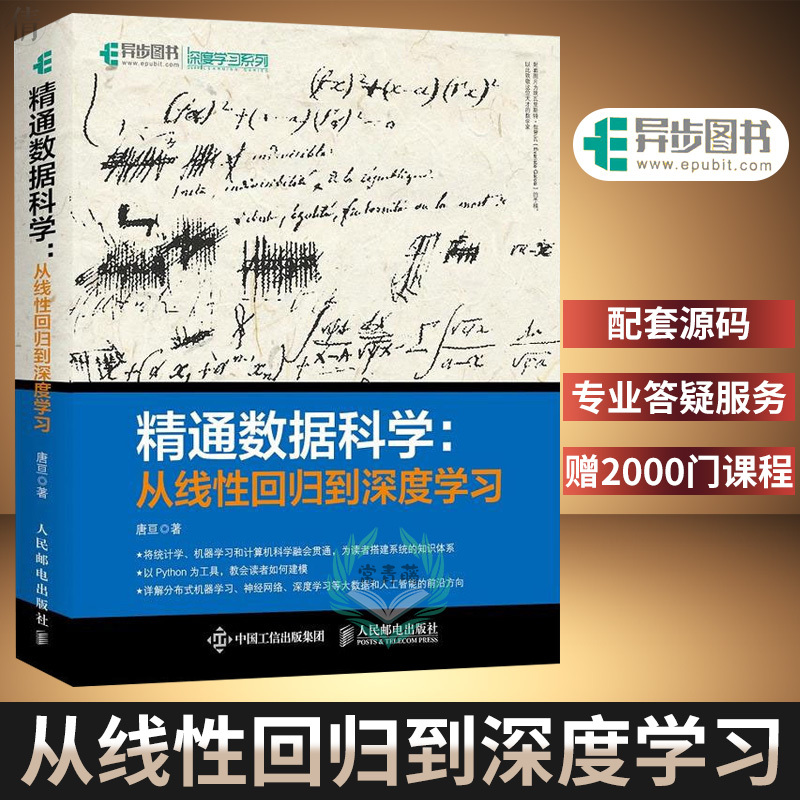 异步图书
www.epubit.com
深度学习系列
精通数据科学：
从线性回归到深度学习
唐亘◎著
人民邮电出版社
indivisible
精通数据科学：
从线性回归到深度学习
唐亘◎著
★将统计学、机器学习和计算机科学融会贯通，为读者搭建系统的知识体系
★以 Python 为工具，教会读者如何建模
★详解分布式机器学习、神经网络、深度学习等大数据和人工智能的前沿方向
常青藤
中国工信出版集团
人民邮电出版社
POSTS & TELECOM PRESS
异步图书
www.epubit.com
配套源码
专业答疑服务
赠2000门课程
从线性回归到深度学习